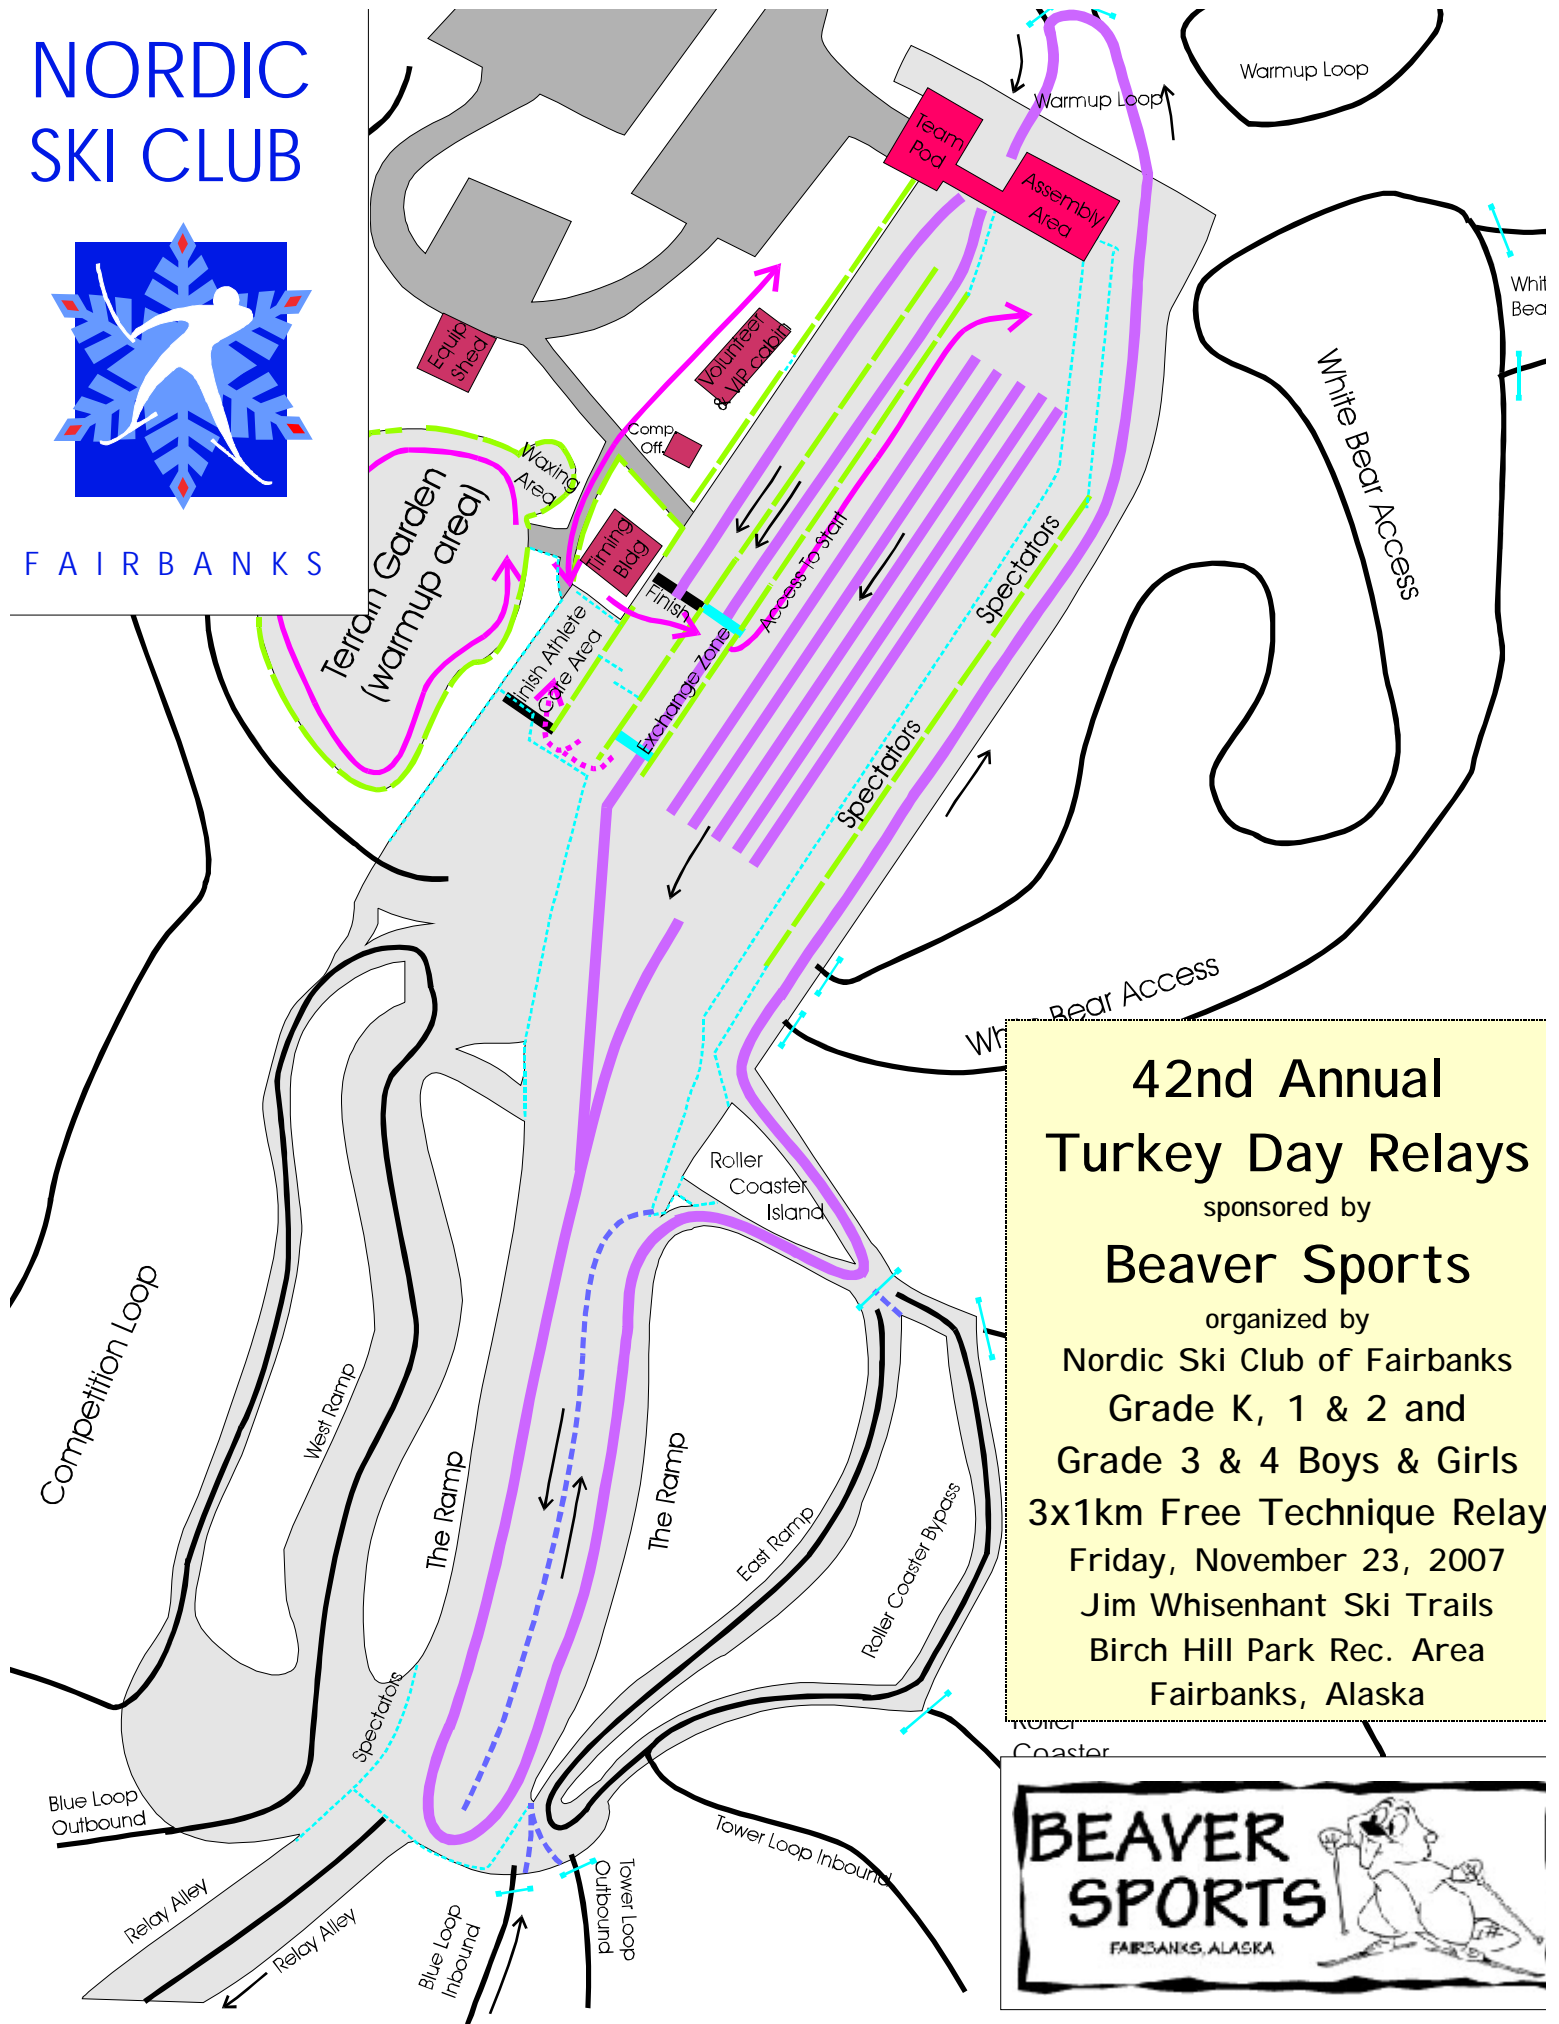 NORDIC
SKI CLUB
FAIRBANKS
Warmup Loop
Warmup Loop
Team
Pod
Assembly
Area
Equip
Shed
Volunteer
& VIP cabin
Comp
Off.
Waxing
Area
Terrain Garden
(warmup area)
Timing
Bldg
Finish
Finish Athlete
Care Area
Exchange Zone
Access To Start
Spectators
Spectators
White Bear Access
White Bear Access
Roller
Coaster
Island
Competition Loop
West Ramp
The Ramp
The Ramp
East Ramp
Roller Coaster Bypass
Spectators
Blue Loop
Outbound
Relay Alley
Relay Alley
Blue Loop
Inbound
Tower Loop
Outbound
Tower Loop Inbound
42nd Annual
Turkey Day Relays
sponsored by
Beaver Sports
organized by
Nordic Ski Club of Fairbanks
Grade K, 1 & 2 and
Grade 3 & 4 Boys & Girls
3x1km Free Technique Relay
Friday, November 23, 2007
Jim Whisenhant Ski Trails
Birch Hill Park Rec. Area
Fairbanks, Alaska
Roller
Coaster
BEAVER
SPORTS
FAIRBANKS, ALASKA